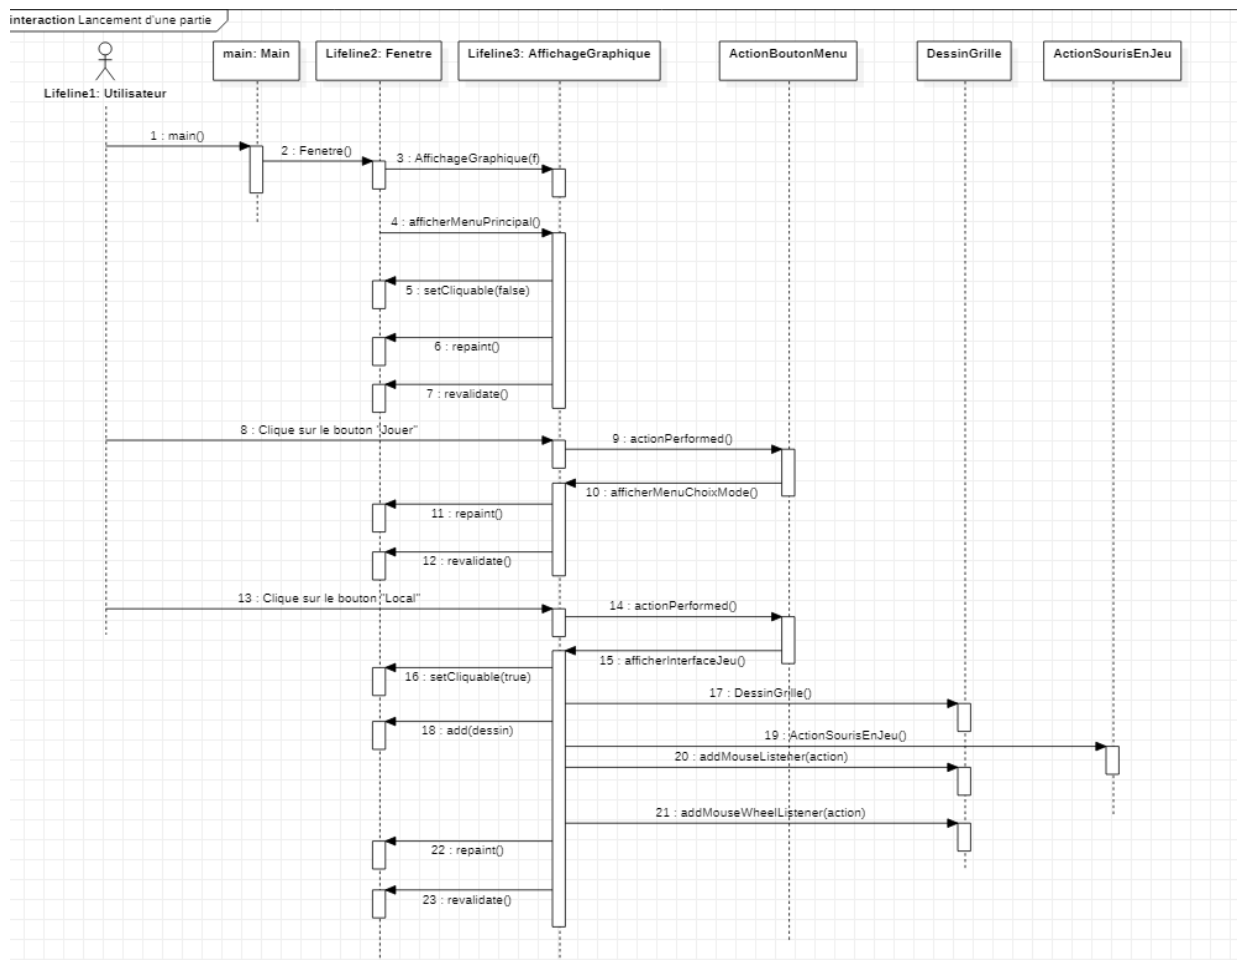 interaction Lancement d'une partie
main: Main
Lifeline2: Fenetre
Lifeline3: AffichageGraphique
ActionBoutonMenu
DessinGrille
ActionSourisEnJeu
Lifeline1: Utilisateur
1 : main()
2 : Fenetre()
3 : AffichageGraphique(f)
4 : afficherMenuPrincipal()
5 : setCliquable(false)
6 : repaint()
7 : revalidate()
8 : Clique sur le bouton "Jouer"
9 : actionPerformed()
10 : afficherMenuChoixMode()
11 : repaint()
12 : revalidate()
13 : Clique sur le bouton "Local"
14 : actionPerformed()
15 : afficherInterfaceJeu()
16 : setCliquable(true)
17 : DessinGrille()
18 : add(dessin)
19 : ActionSourisEnJeu()
20 : addMouseListener(action)
21 : addMouseWheelListener(action)
22 : repaint()
23 : revalidate()